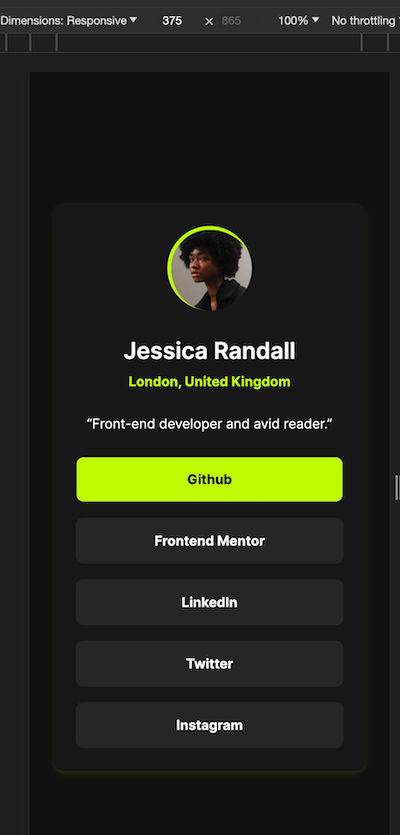 Dimensions: Responsive ▼ 375 × 865 100% ▼ No throttling
Jessica Randall
London, United Kingdom
“Front-end developer and avid reader.”
Github
Frontend Mentor
LinkedIn
Twitter
Instagram